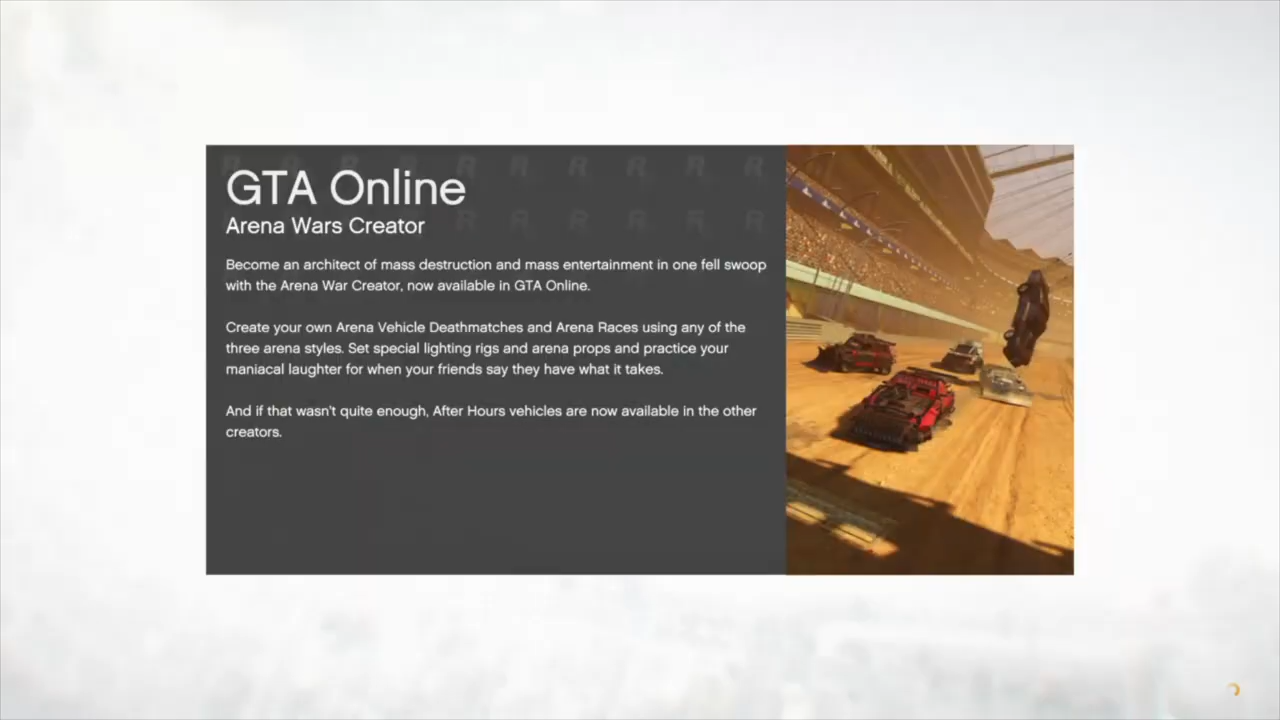 GTA Online
Arena Wars Creator
Become an architect of mass destruction and mass entertainment in one fell swoop
with the Arena War Creator, now available in GTA Online.
Create your own Arena Vehicle Deathmatches and Arena Races using any of the
three arena styles. Set special lighting rigs and arena props and practice your
maniacal laughter for when your friends say they have what it takes.
And if that wasn't quite enough, After Hours vehicles are now available in the other
creators.